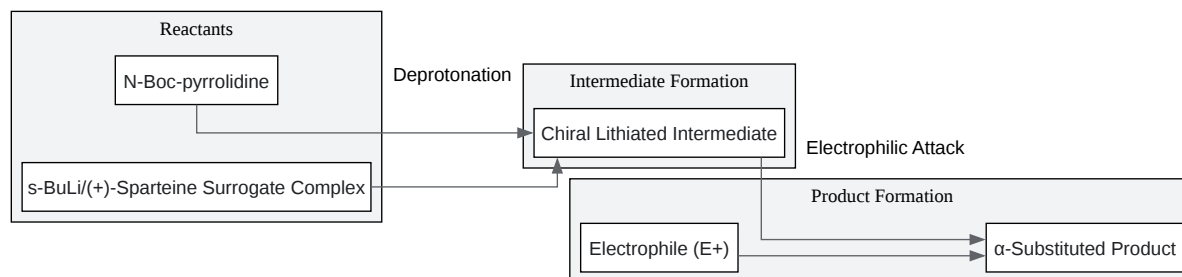 Reactants
N-Boc-pyrrolidine
s-BuLi/(+)-Sparteine Surrogate Complex
Deprotonation
Intermediate Formation
Chiral Lithiated Intermediate
Electrophilic Attack
Product Formation
Electrophile (E+)
α-Substituted Product